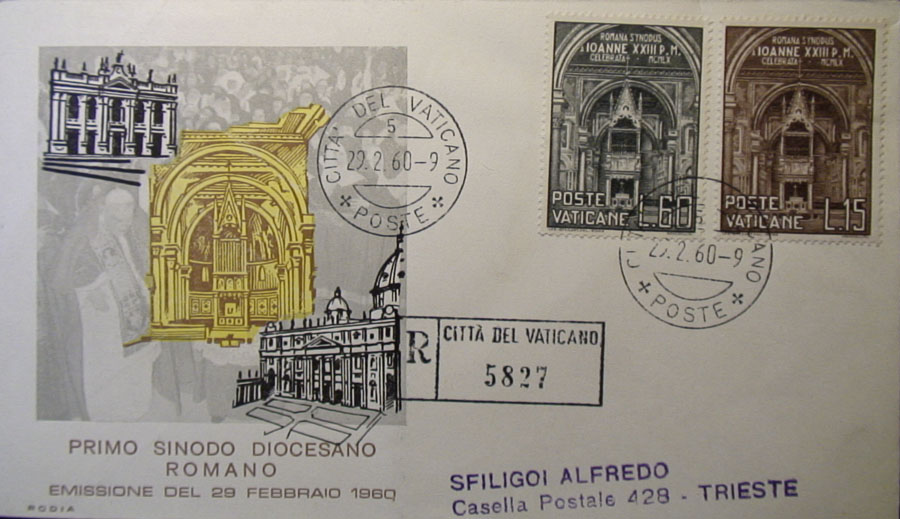 CITTA' DEL VATICANO
5
29.2.60-9
POSTE
ROMANA SYNODUS
A IOANNE XXIII P.M.
CELEBRATA MCMLX
POSTE
VATICANE L.60
ROMANA SYNODUS
A IOANNE XXIII P.M.
CELEBRATA MCMLX
POSTE
VATICANE L.15
29.2.60-9
POSTE
R
CITTÀ DEL VATICANO
5827
PRIMO SINODO DIOCESANO
ROMANO
EMISSIONE DEL 29 FEBBRAIO 1960
RODIA
SFILIGOI ALFREDO
Casella Postale 428 - TRIESTE